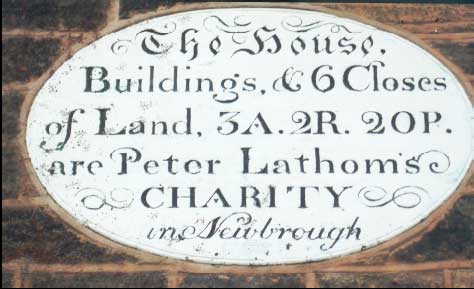 The House,
Buildings, & 6 Closes
of Land, 3A. 2R. 20P.
are Peter Lathom's
CHARITY
in Newbrough